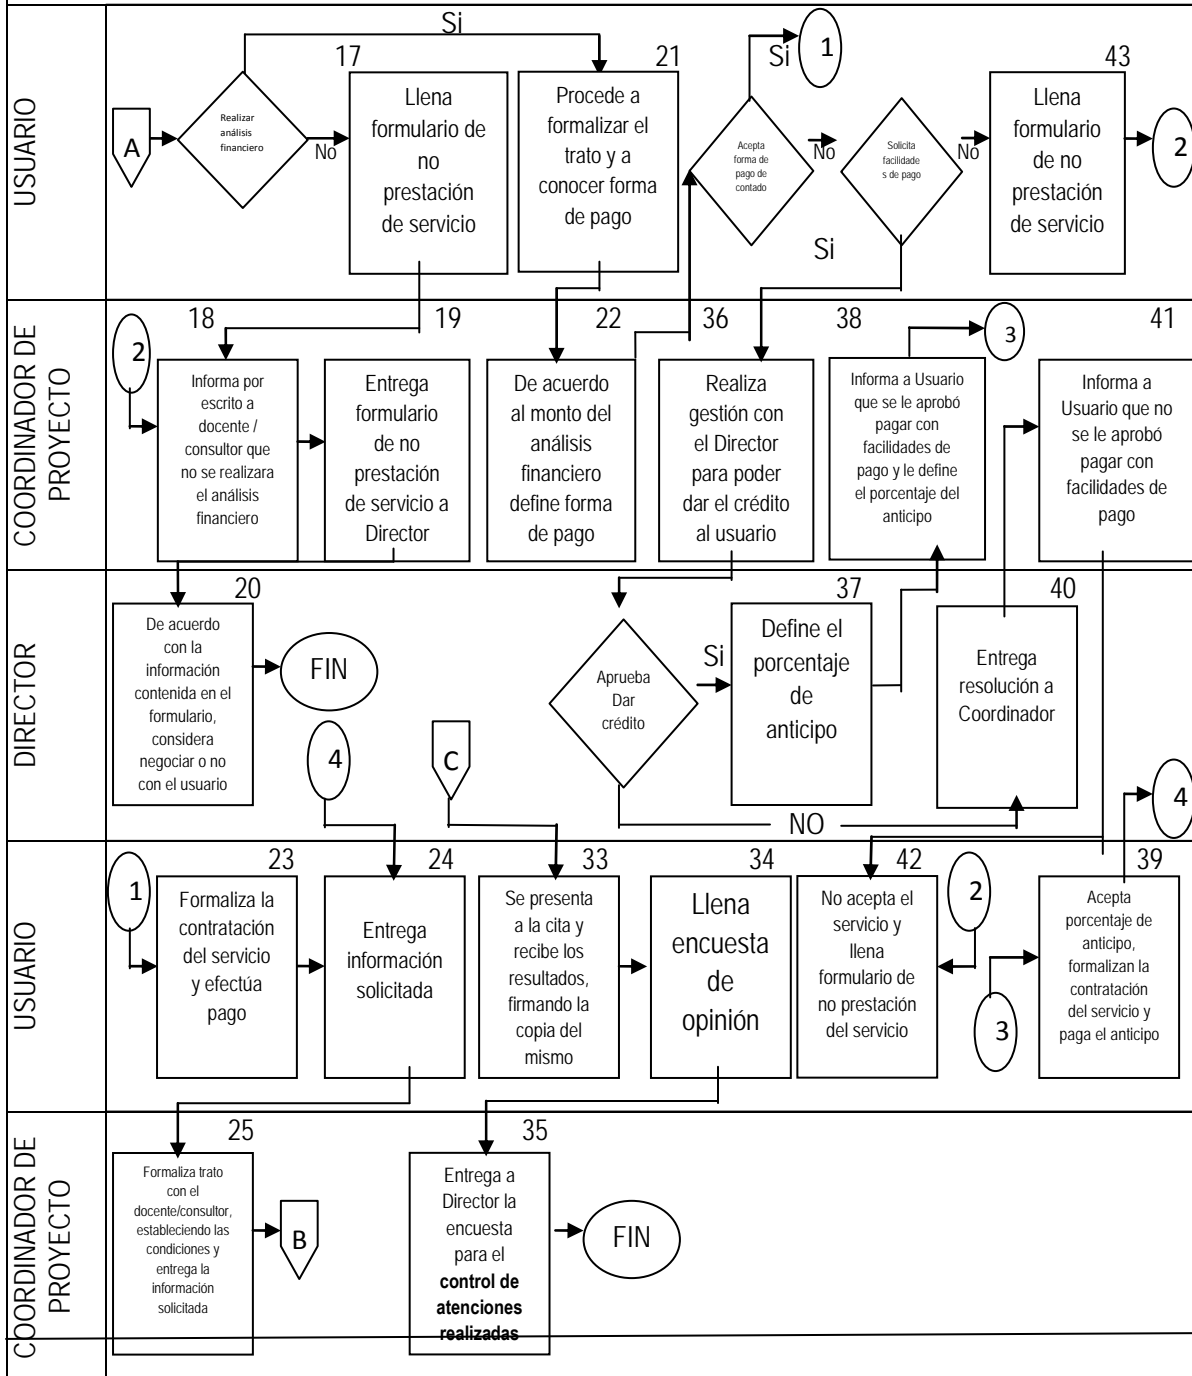 USUARIO
A
Realizar
análisis
financiero
Si
No
17
Llena
formulario de
no
prestación
de servicio
21
Procede a
formalizar el
trato y a
conocer forma
de pago
Acepta
forma de
pago de
contado
Si
1
No
Solicita
facilidade
s de pago
Si
No
43
Llena
formulario
de no
prestación
de servicio
2
COORDINADOR DE
PROYECTO
2
18
Informa por
escrito a
docente /
consultor que
no se realizara
el análisis
financiero
19
Entrega
formulario
de no
prestación
de servicio a
Director
22
De acuerdo
al monto del
análisis
financiero
define forma
de pago
36
Realiza
gestión con
el Director
para poder
dar el crédito
al usuario
38
Informa a Usuario
que se le aprobó
pagar con
facilidades de
pago y le define
el porcentaje del
anticipo
3
41
Informa a
Usuario que no
se le aprobó
pagar con
facilidades de
pago
DIRECTOR
20
De acuerdo
con la
información
contenida en el
formulario,
considera
negociar o no
con el usuario
FIN
4
C
Aprueba
Dar
crédito
Si
NO
37
Define el
porcentaje
de
anticipo
40
Entrega
resolución a
Coordinador
4
USUARIO
1
23
Formaliza la
contratación
del servicio
y efectúa
pago
24
Entrega
información
solicitada
33
Se presenta
a la cita y
recibe los
resultados,
firmando la
copia del
mismo
34
Llena
encuesta
de
opinión
42
No acepta el
servicio y
llena
formulario de
no prestación
del servicio
2
3
39
Acepta
porcentaje de
anticipo,
formalizan la
contratación
del servicio y
paga el anticipo
COORDINADOR DE
PROYECTO
25
Formaliza trato
con el
docente/consultor,
estableciendo las
condiciones y
entrega la
información
solicitada
B
35
Entrega a
Director la
encuesta
para el
control de
atenciones
realizadas
FIN